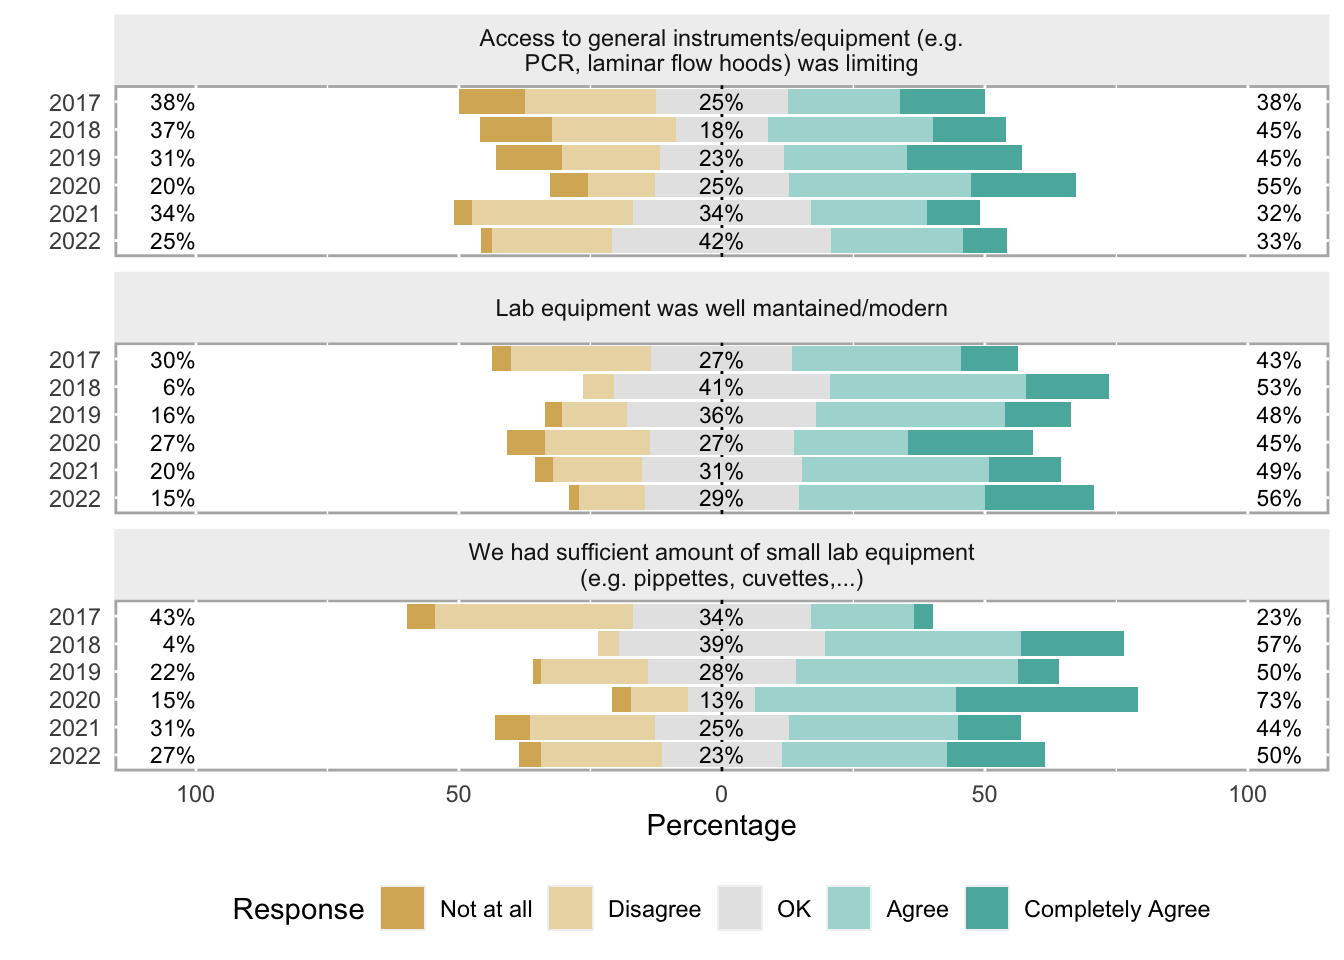 Access to general instruments/equipment (e.g.
PCR, laminar flow hoods) was limiting
2017 38% 25% 38%
2018 37% 18% 45%
2019 31% 23% 45%
2020 20% 25% 55%
2021 34% 34% 32%
2022 25% 42% 33%
Lab equipment was well mantained/modern
2017 30% 27% 43%
2018 6% 41% 53%
2019 16% 36% 48%
2020 27% 27% 45%
2021 20% 31% 49%
2022 15% 29% 56%
We had sufficient amount of small lab equipment
(e.g. pippettes, cuvettes,...)
2017 43% 34% 23%
2018 4% 39% 57%
2019 22% 28% 50%
2020 15% 13% 73%
2021 31% 25% 44%
2022 27% 23% 50%
100 50 0 50 100
Percentage
Response Not at all Disagree OK Agree Completely Agree